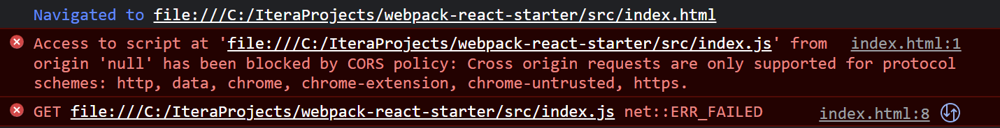 Navigated to file:///C:/IteraProjects/webpack-react-starter/src/index.html
Access to script at 'file:///C:/IteraProjects/webpack-react-starter/src/index.js' from index.html:1
origin 'null' has been blocked by CORS policy: Cross origin requests are only supported for protocol
schemes: http, data, chrome, chrome-extension, chrome-untrusted, https.
GET file:///C:/IteraProjects/webpack-react-starter/src/index.js net::ERR_FAILED index.html:8